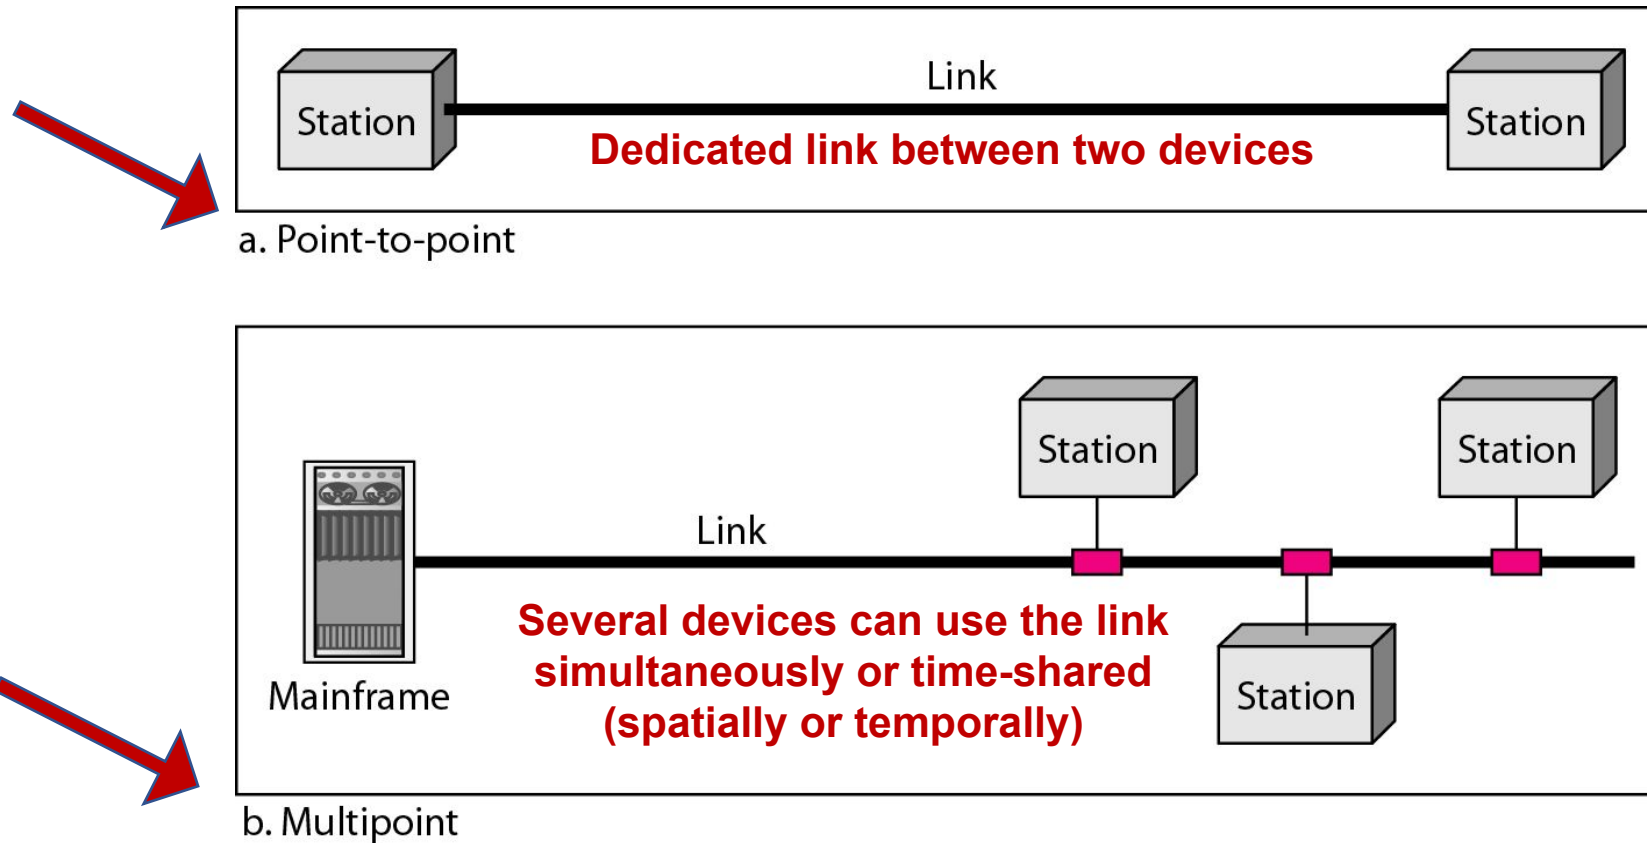 Link
Station
Station
Dedicated link between two devices
a. Point-to-point
Station
Station
Link
Several devices can use the link
simultaneously or time-shared
(spatially or temporally)
Mainframe
Station
b. Multipoint